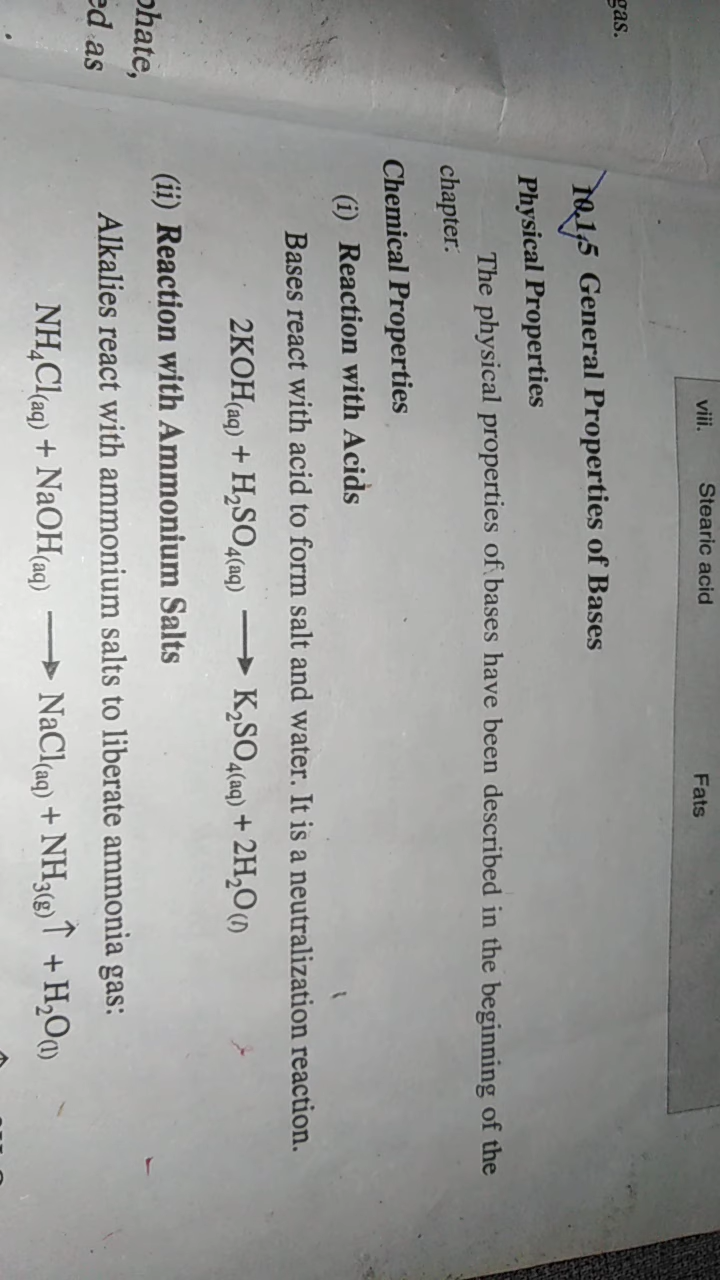 gas.
phate,
ed as
viii. Stearic acid Fats
10.1.5 General Properties of Bases
Physical Properties
The physical properties of bases have been described in the beginning of the
chapter.
Chemical Properties
(i) Reaction with Acids
Bases react with acid to form salt and water. It is a neutralization reaction.
2KOH(aq) + H₂SO₄(aq) ⟶ K₂SO₄(aq) + 2H₂O(l)
(ii) Reaction with Ammonium Salts
Alkalies react with ammonium salts to liberate ammonia gas:
NH₄Cl(aq) + NaOH(aq) ⟶ NaCl(aq) + NH₃(g)↑ + H₂O(l)